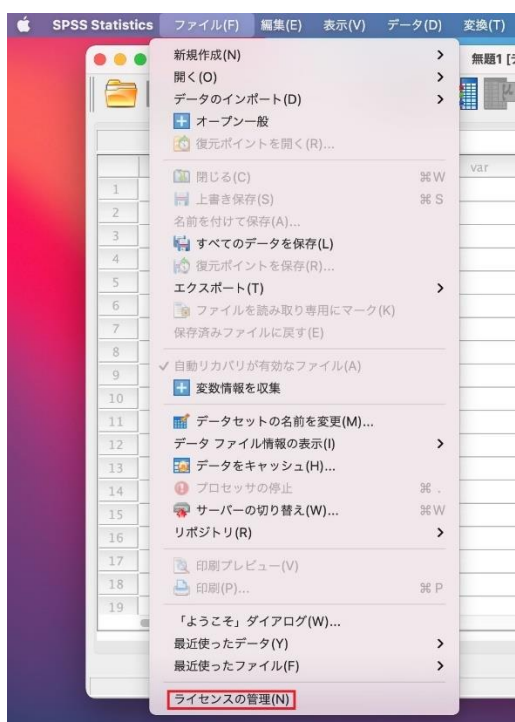 SPSS Statistics ファイル(F) 編集(E) 表示(V) データ(D) 変換(T)
無題1
新規作成(N)
開く(O)
データのインポート(D)
オープン一般
復元ポイントを開く(R)...
閉じる(C) ⌘W
上書き保存(S) ⌘S
名前を付けて保存(A)...
すべてのデータを保存(L)
復元ポイントを保存(R)...
エクスポート(T)
ファイルを読み取り専用にマーク(K)
保存済みファイルに戻す(E)
自動リカバリが有効なファイル(A)
変数情報を収集
データセットの名前を変更(M)...
データ ファイル情報の表示(I)
データをキャッシュ(H)...
プロセッサの停止 ⌘ .
サーバーの切り替え(W)... ⌘W
リポジトリ(R)
印刷プレビュー(V)
印刷(P)... ⌘P
「ようこそ」ダイアログ(W)...
最近使ったデータ(Y)
最近使ったファイル(F)
ライセンスの管理(N)
var
1
2
3
4
5
6
7
8
9
10
11
12
13
14
15
16
17
18
19